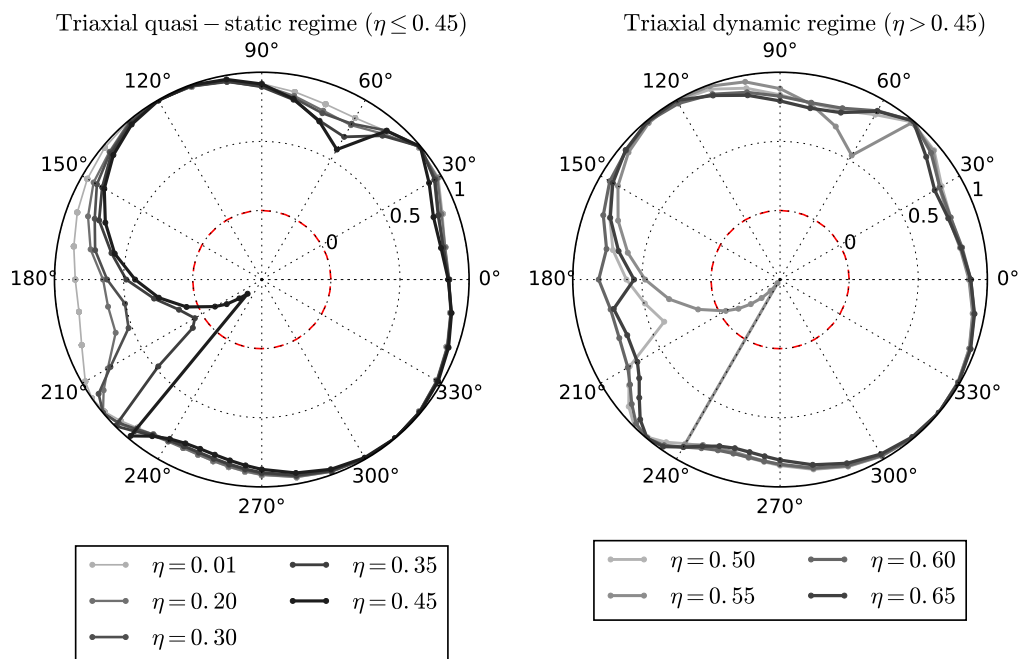 Triaxial quasi − static regime (η ≤ 0.45)
90°
120°
60°
150°
30°
1
0.5
0
180°
0°
210°
330°
240°
300°
270°
η = 0.01
η = 0.35
η = 0.20
η = 0.45
η = 0.30
Triaxial dynamic regime (η > 0.45)
90°
120°
60°
150°
30°
1
0.5
0
180°
0°
210°
330°
240°
300°
270°
η = 0.50
η = 0.60
η = 0.55
η = 0.65